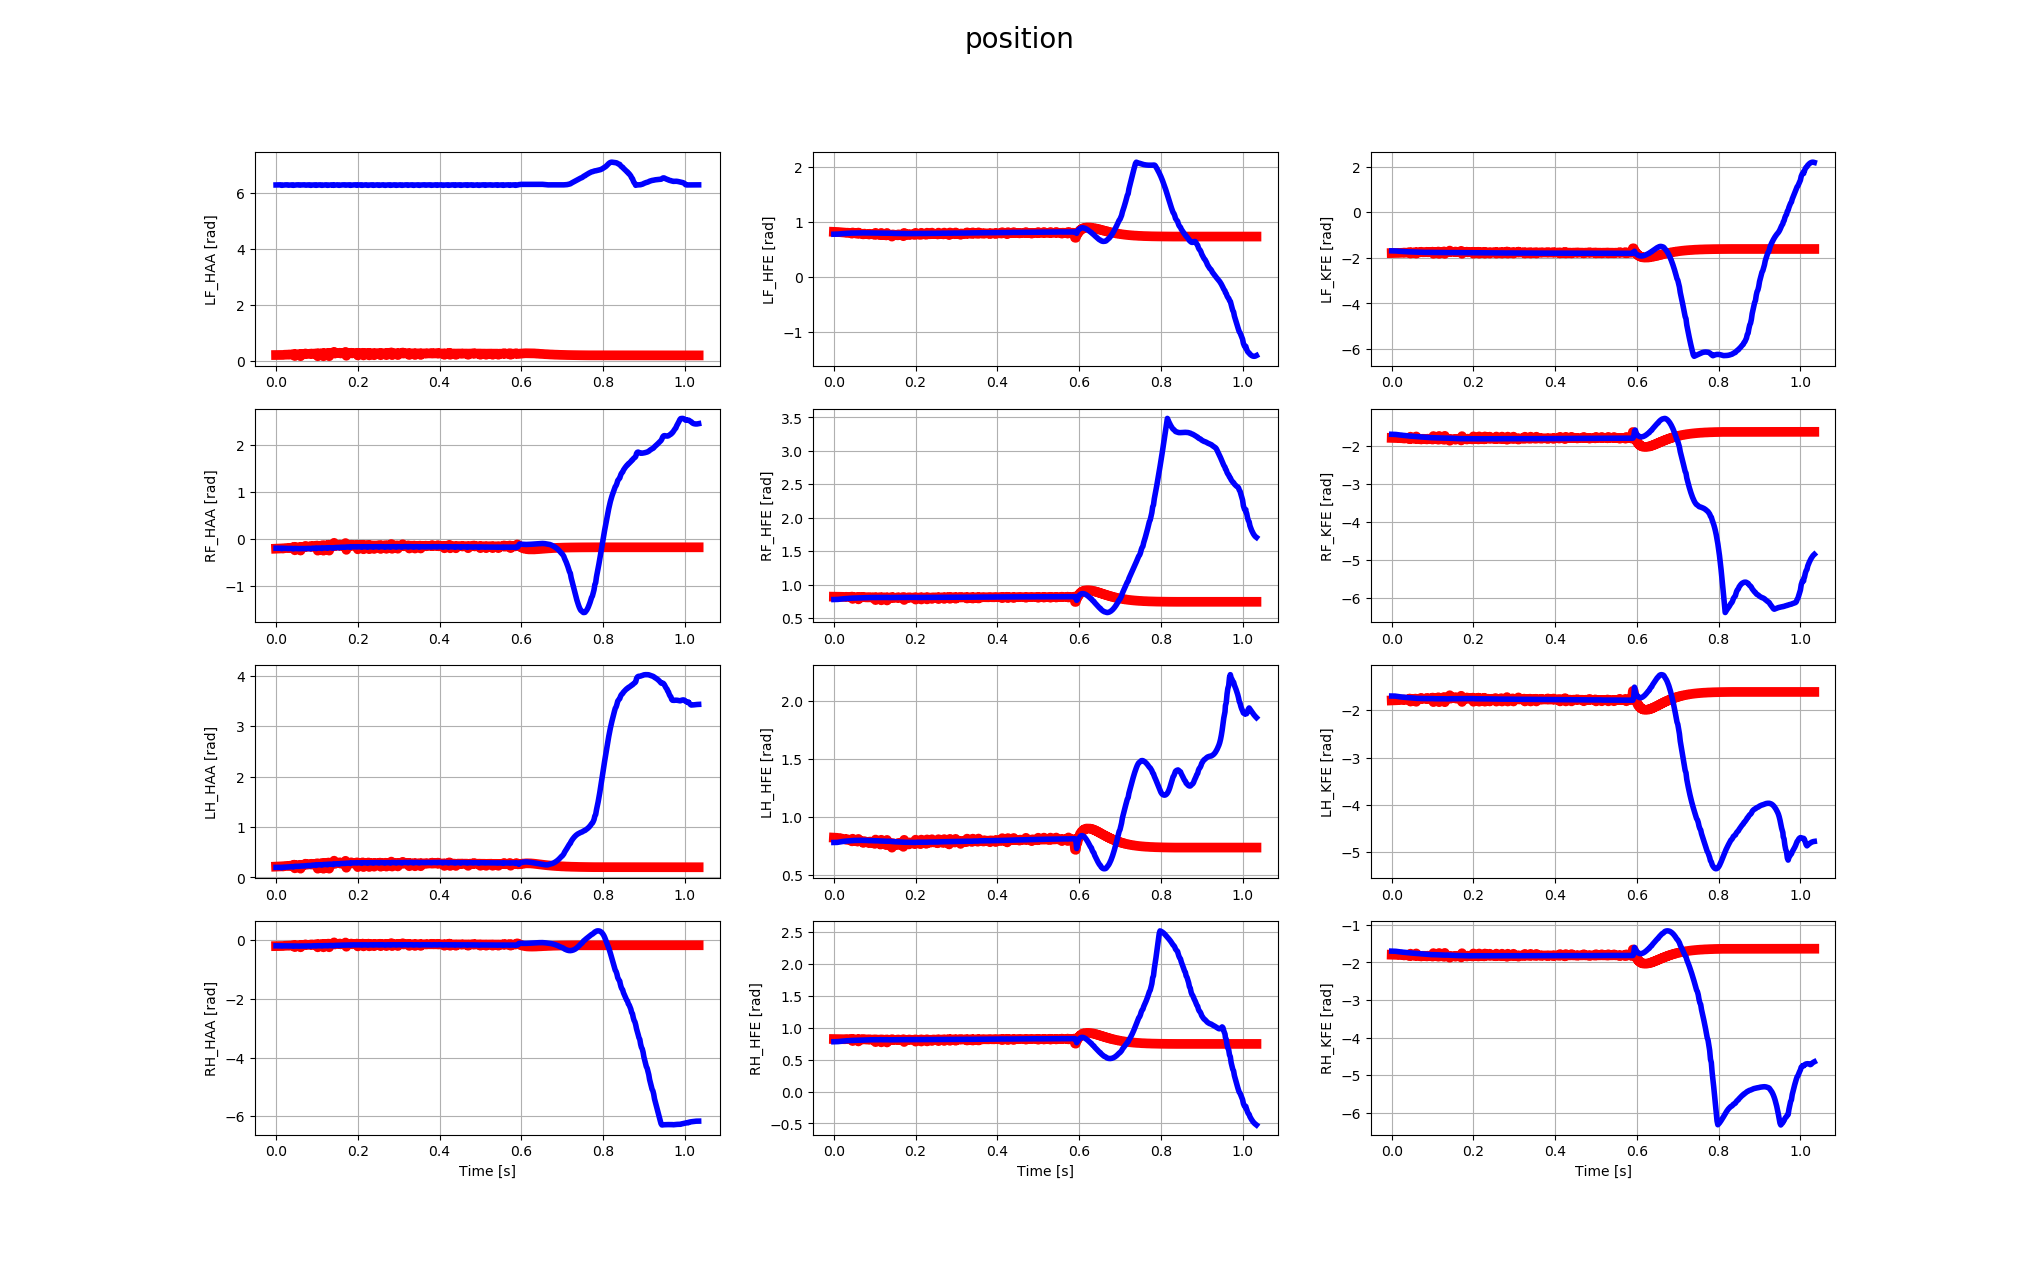 position
LF_HAA [rad]
6
4
2
0
0.0 0.2 0.4 0.6 0.8 1.0
LF_HFE [rad]
2
1
0
−1
0.0 0.2 0.4 0.6 0.8 1.0
LF_KFE [rad]
2
0
−2
−4
−6
0.0 0.2 0.4 0.6 0.8 1.0
RF_HAA [rad]
2
1
0
−1
0.0 0.2 0.4 0.6 0.8 1.0
RF_HFE [rad]
3.5
3.0
2.5
2.0
1.5
1.0
0.5
0.0 0.2 0.4 0.6 0.8 1.0
RF_KFE [rad]
−2
−3
−4
−5
−6
0.0 0.2 0.4 0.6 0.8 1.0
LH_HAA [rad]
4
3
2
1
0
0.0 0.2 0.4 0.6 0.8 1.0
LH_HFE [rad]
2.0
1.5
1.0
0.5
0.0 0.2 0.4 0.6 0.8 1.0
LH_KFE [rad]
−2
−3
−4
−5
0.0 0.2 0.4 0.6 0.8 1.0
RH_HAA [rad]
0
−2
−4
−6
0.0 0.2 0.4 0.6 0.8 1.0
Time [s]
RH_HFE [rad]
2.5
2.0
1.5
1.0
0.5
0.0
−0.5
0.0 0.2 0.4 0.6 0.8 1.0
Time [s]
RH_KFE [rad]
−1
−2
−3
−4
−5
−6
0.0 0.2 0.4 0.6 0.8 1.0
Time [s]